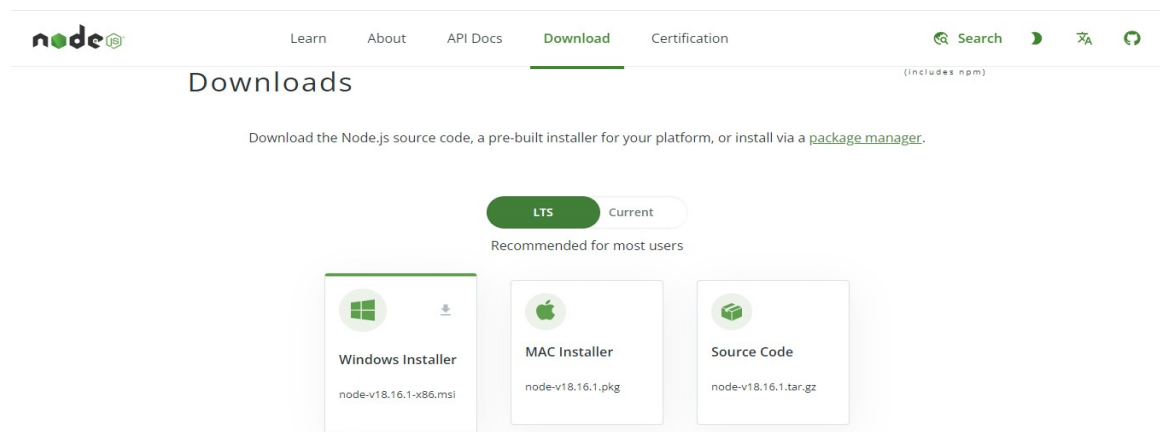 node JS
Learn About API Docs Download Certification Search
(includes npm)
Downloads
Download the Node.js source code, a pre-built installer for your platform, or install via a package manager.
LTS Current
Recommended for most users
Windows Installer
node-v18.16.1-x86.msi
MAC Installer
node-v18.16.1.pkg
Source Code
node-v18.16.1.tar.gz